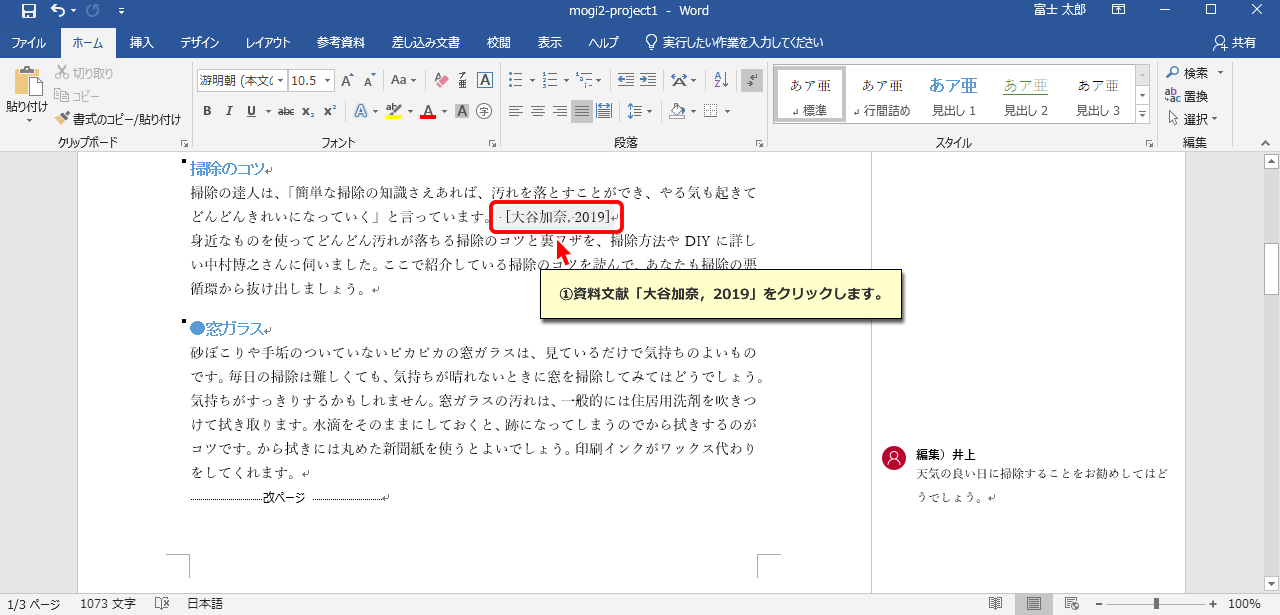 mogi2-project1 - Word
富士 太郎
ファイル ホーム 挿入 デザイン レイアウト 参考資料 差し込み文書 校閲 表示 ヘルプ 実行したい作業を入力してください 共有
貼り付け
切り取り
コピー
書式のコピー/貼り付け
クリップボード
游明朝 (本文の 10.5
フォント
段落
あア亜 あア亜 あア亜 あア亜 あア亜
標準 行間詰め 見出し 1 見出し 2 見出し 3
スタイル
検索
置換
選択
編集
掃除のコツ
掃除の達人は、「簡単な掃除の知識さえあれば、汚れを落とすことができ、やる気も起きて
どんどんきれいになっていく」と言っています。 [大谷加奈, 2019]
身近なものを使ってどんどん汚れが落ちる掃除のコツと裏ワザを、掃除方法や DIY に詳し
い中村博之さんに伺いました。ここで紹介している掃除のコツを読んで、あなたも掃除の悪
循環から抜け出しましょう。
①資料文献「大谷加奈，2019」をクリックします。
●窓ガラス
砂ぼこりや手垢のついていないピカピカの窓ガラスは、見ているだけで気持ちのよいもの
です。毎日の掃除は難しくても、気持ちが晴れないときに窓を掃除してみてはどうでしょう。
気持ちがすっきりするかもしれません。窓ガラスの汚れは、一般的には住居用洗剤を吹きつ
けて拭き取ります。水滴をそのままにしておくと、跡になってしまうのでから拭きするのが
コツです。から拭きには丸めた新聞紙を使うとよいでしょう。印刷インクがワックス代わり
をしてくれます。
改ページ
編集）井上
天気の良い日に掃除することをお勧めしてはど
うでしょう。
1/3 ページ 1073 文字 日本語 100%